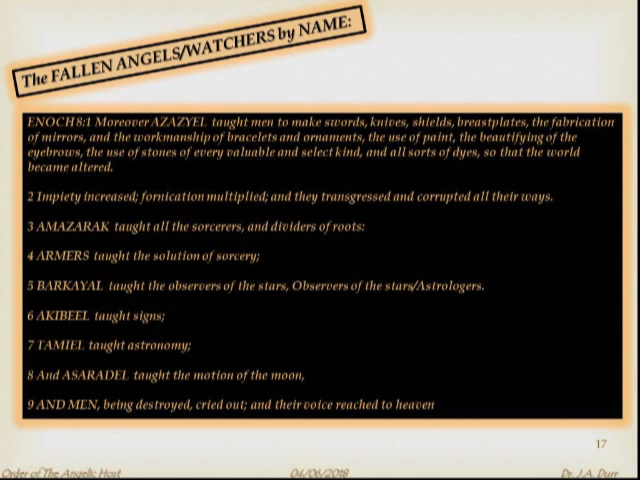 The FALLEN ANGELS/WATCHERS by NAME:
ENOCH 8:1 Moreover AZAZYEL taught men to make swords, knives, shields, breastplates, the fabrication
of mirrors, and the workmanship of bracelets and ornaments, the use of paint, the beautifying of the
eyebrows, the use of stones of every valuable and select kind, and all sorts of dyes, so that the world
became altered.
2 Impiety increased; fornication multiplied; and they transgressed and corrupted all their ways.
3 AMAZARAK taught all the sorcerers, and dividers of roots:
4 ARMERS taught the solution of sorcery;
5 BARKAYAL taught the observers of the stars, Observers of the stars/Astrologers.
6 AKIBEEL taught signs;
7 TAMIEL taught astronomy;
8 And ASARADEL taught the motion of the moon,
9 AND MEN, being destroyed, cried out; and their voice reached to heaven
17
Order of The Angelic Host 04/06/2018 Dr. J.A. Durr